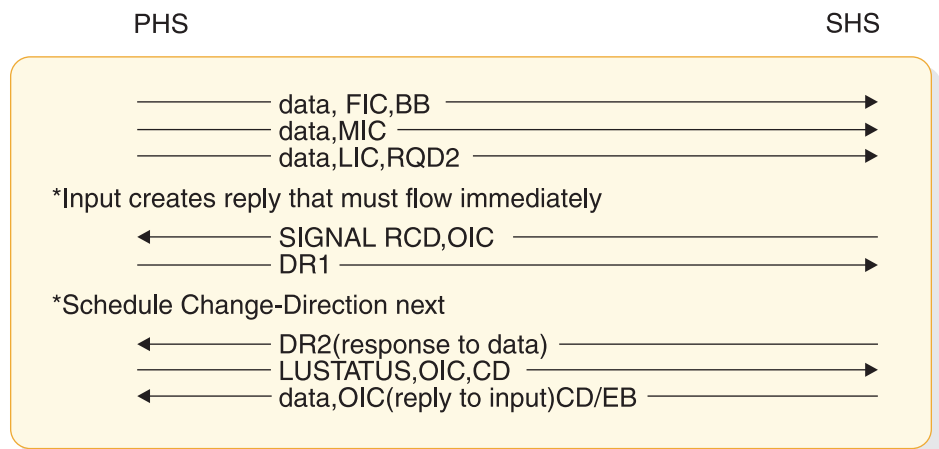 PHS SHS
data, FIC,BB
data,MIC
data,LIC,RQD2
*Input creates reply that must flow immediately
SIGNAL RCD,OIC
DR1
*Schedule Change-Direction next
DR2(response to data)
LUSTATUS,OIC,CD
data,OIC(reply to input)CD/EB